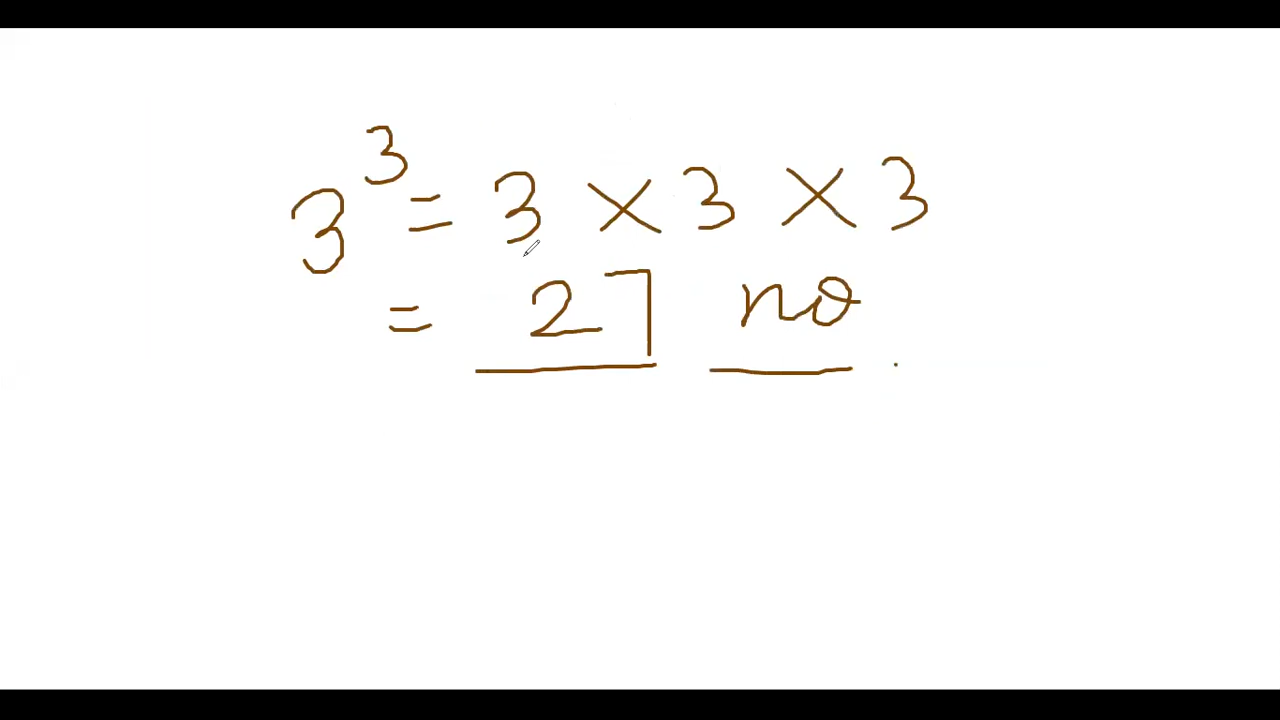 3³ = 3 × 3 × 3
= 27 no .